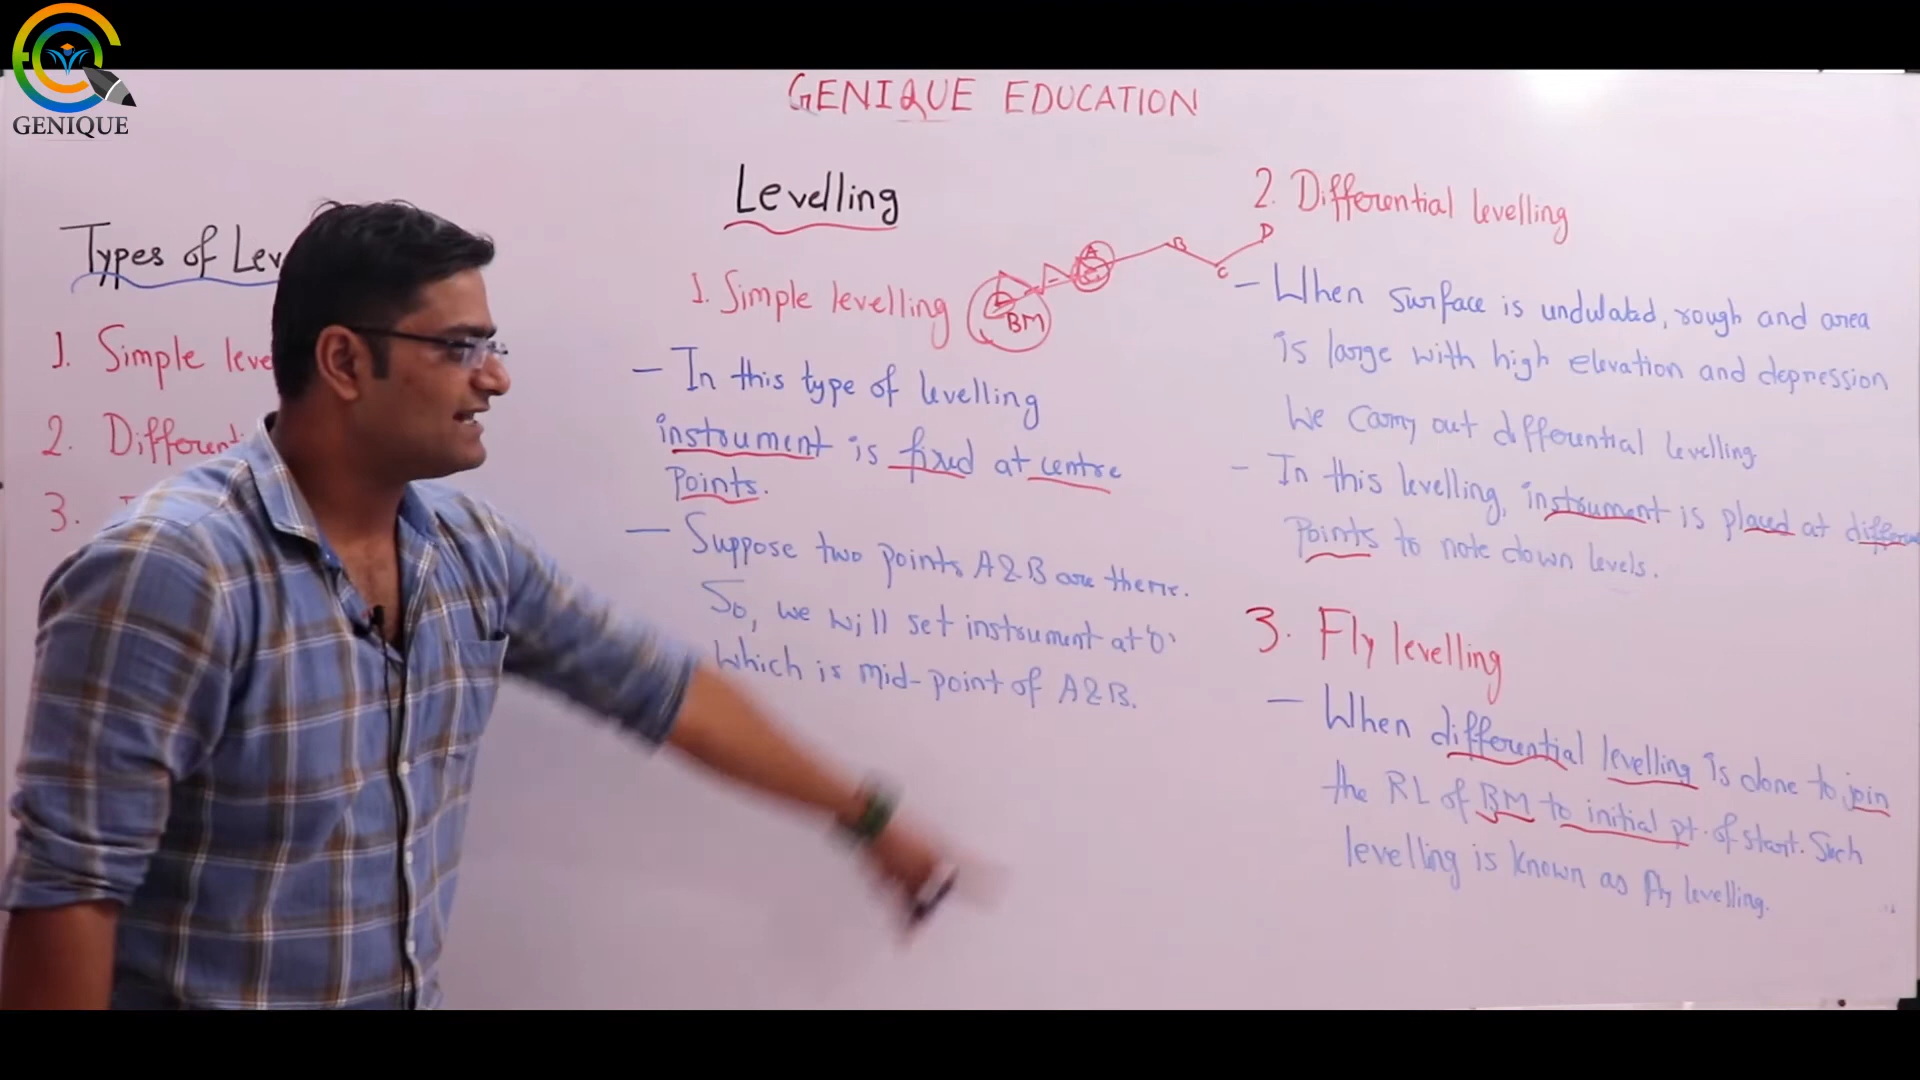 GENIQUE
GENIQUE EDUCATION
Types of Lev
1. Simple leve
2. Differenti
3.
Levelling
1. Simple levelling
BM
A
B
C
D
- In this type of levelling
instrument is fixed at centre
Points.
- Suppose two points A&B are there.
So, we will set instrument at 'O'
which is mid-point of A&B.
2. Differential levelling
- When surface is undulated, rough and area
is large with high elevation and depression
we carry out differential levelling.
- In this levelling, instrument is placed at different
Points to note down levels.
3. Fly levelling
- When differential levelling is done to join
the RL of BM to initial pt. of start. Such
levelling is known as fly levelling.